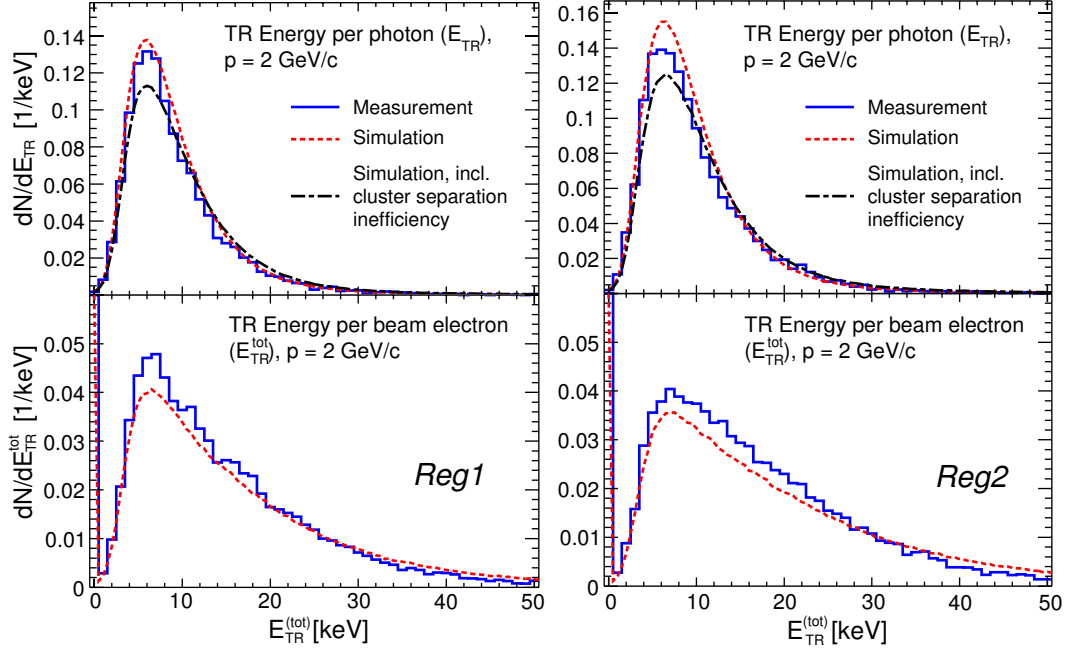 TR Energy per photon (E_TR),
p = 2 GeV/c
Measurement
Simulation
Simulation, incl.
cluster separation
inefficiency
dN/dE_TR [1/keV]
0.14
0.12
0.1
0.08
0.06
0.04
0.02
0
TR Energy per beam electron
(E_TR^tot), p = 2 GeV/c
Reg1
dN/dE_TR^tot [1/keV]
0.05
0.04
0.03
0.02
0.01
0
0 10 20 30 40 50
E_TR^(tot) [keV]
TR Energy per photon (E_TR),
p = 2 GeV/c
Measurement
Simulation
Simulation, incl.
cluster separation
inefficiency
0.16
0.14
0.12
0.1
0.08
0.06
0.04
0.02
0
TR Energy per beam electron
(E_TR^tot), p = 2 GeV/c
Reg2
0.05
0.04
0.03
0.02
0.01
0
0 10 20 30 40 50
E_TR^(tot) [keV]